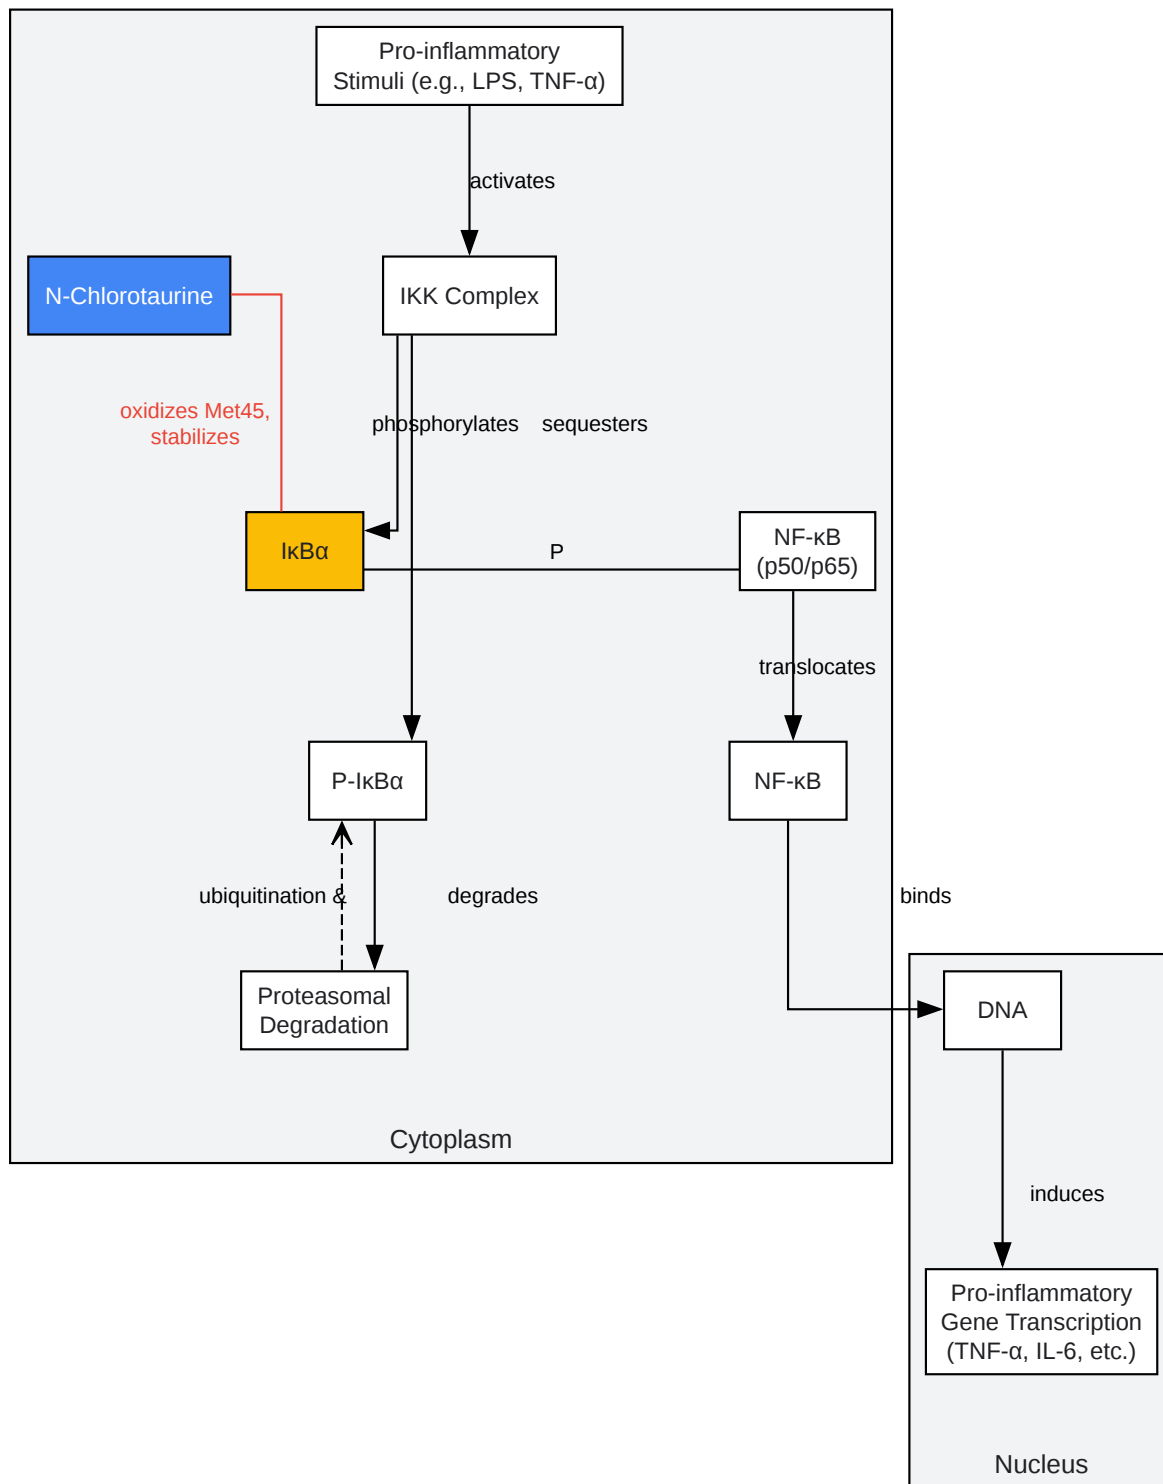 Pro-inflammatory
Stimuli (e.g., LPS, TNF-α)
activates
N-Chlorotaurine
IKK Complex
oxidizes Met45,
stabilizes
phosphorylates
sequesters
IκBα
P
NF-κB
(p50/p65)
translocates
P-IκBα
NF-κB
ubiquitination &
degrades
binds
Proteasomal
Degradation
DNA
Cytoplasm
induces
Pro-inflammatory
Gene Transcription
(TNF-α, IL-6, etc.)
Nucleus